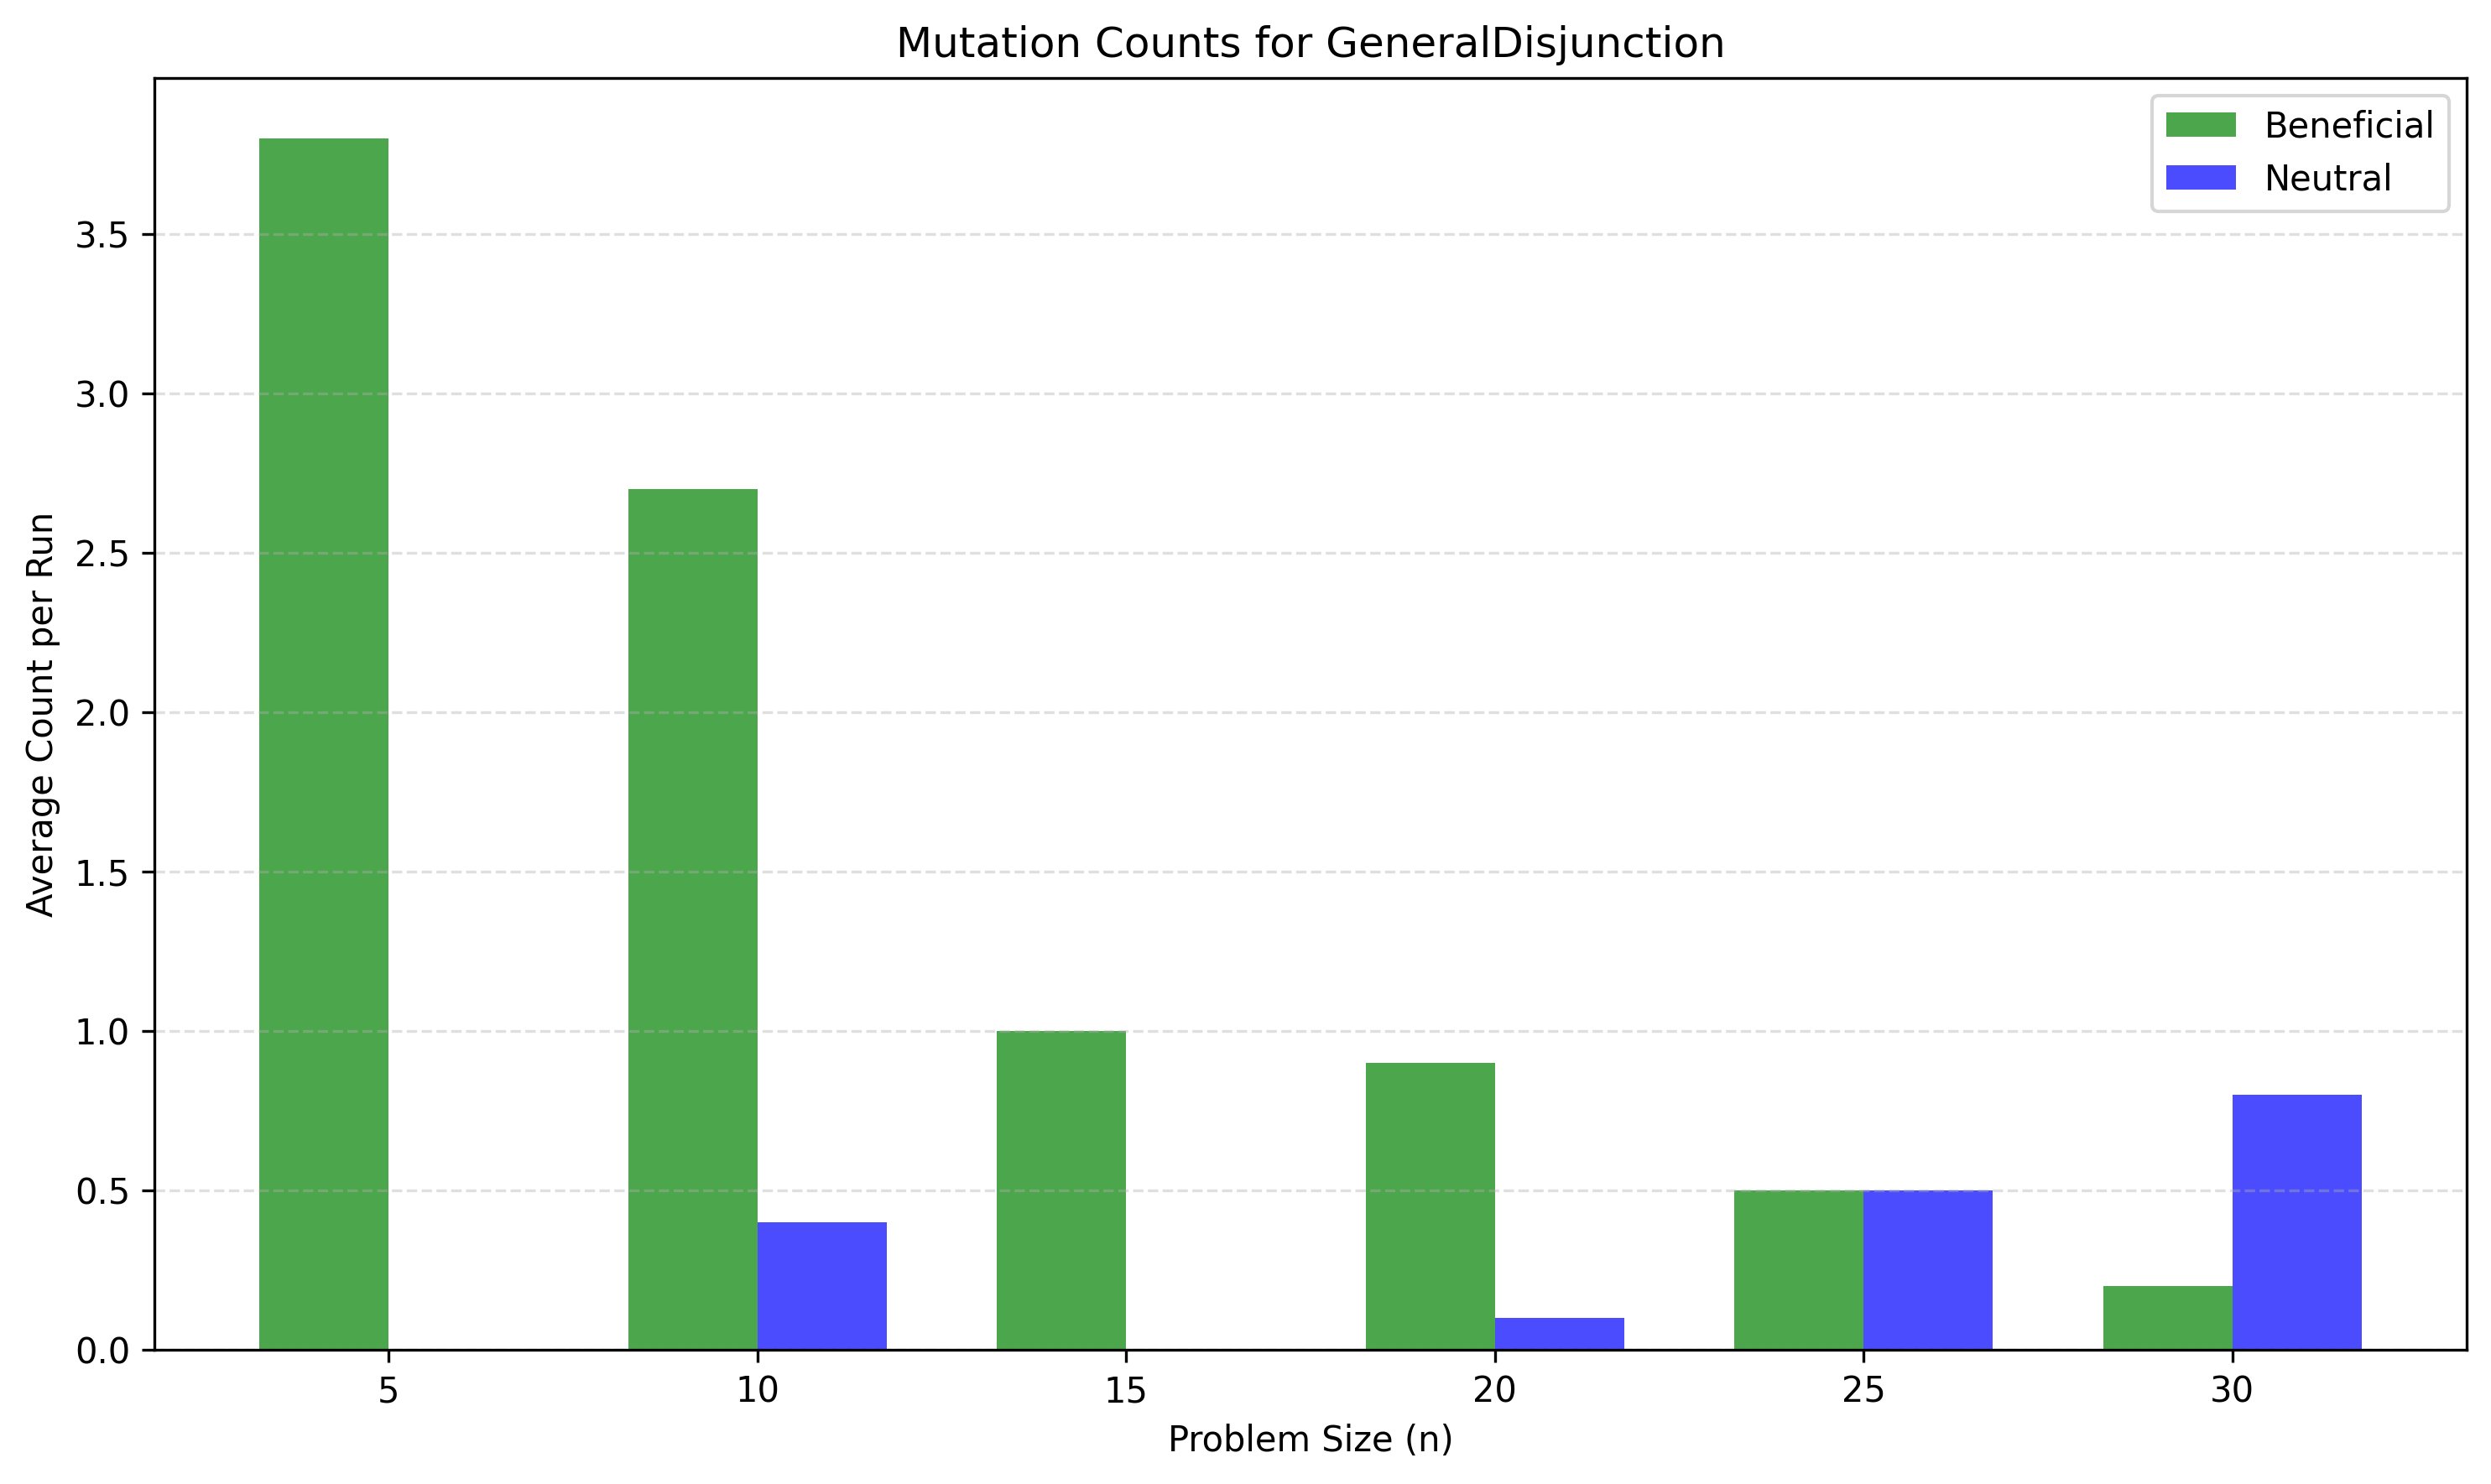 Mutation Counts for GeneralDisjunction
Beneficial
Neutral
Average Count per Run
3.5
3.0
2.5
2.0
1.5
1.0
0.5
0.0
5 10 15 20 25 30
Problem Size (n)